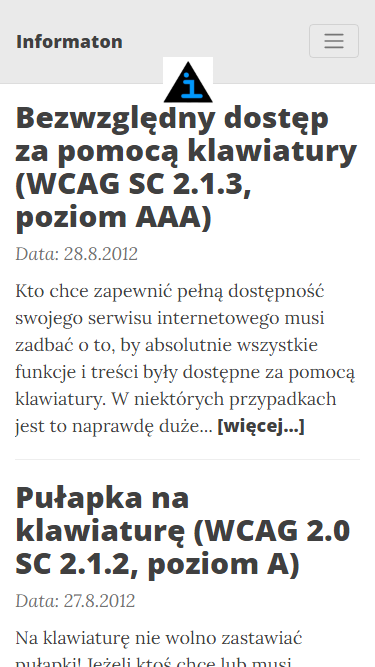 Informaton
i
Bezwzględny dostęp
za pomocą klawiatury
(WCAG SC 2.1.3,
poziom AAA)
Data: 28.8.2012
Kto chce zapewnić pełną dostępność
swojego serwisu internetowego musi
zadbać o to, by absolutnie wszystkie
funkcje i treści były dostępne za pomocą
klawiatury. W niektórych przypadkach
jest to naprawdę duże... [więcej...]
Pułapka na
klawiaturę (WCAG 2.0
SC 2.1.2, poziom A)
Data: 27.8.2012
Na klawiaturę nie wolno zastawiać
pułapki! Jeżeli ktoś chce lub musi